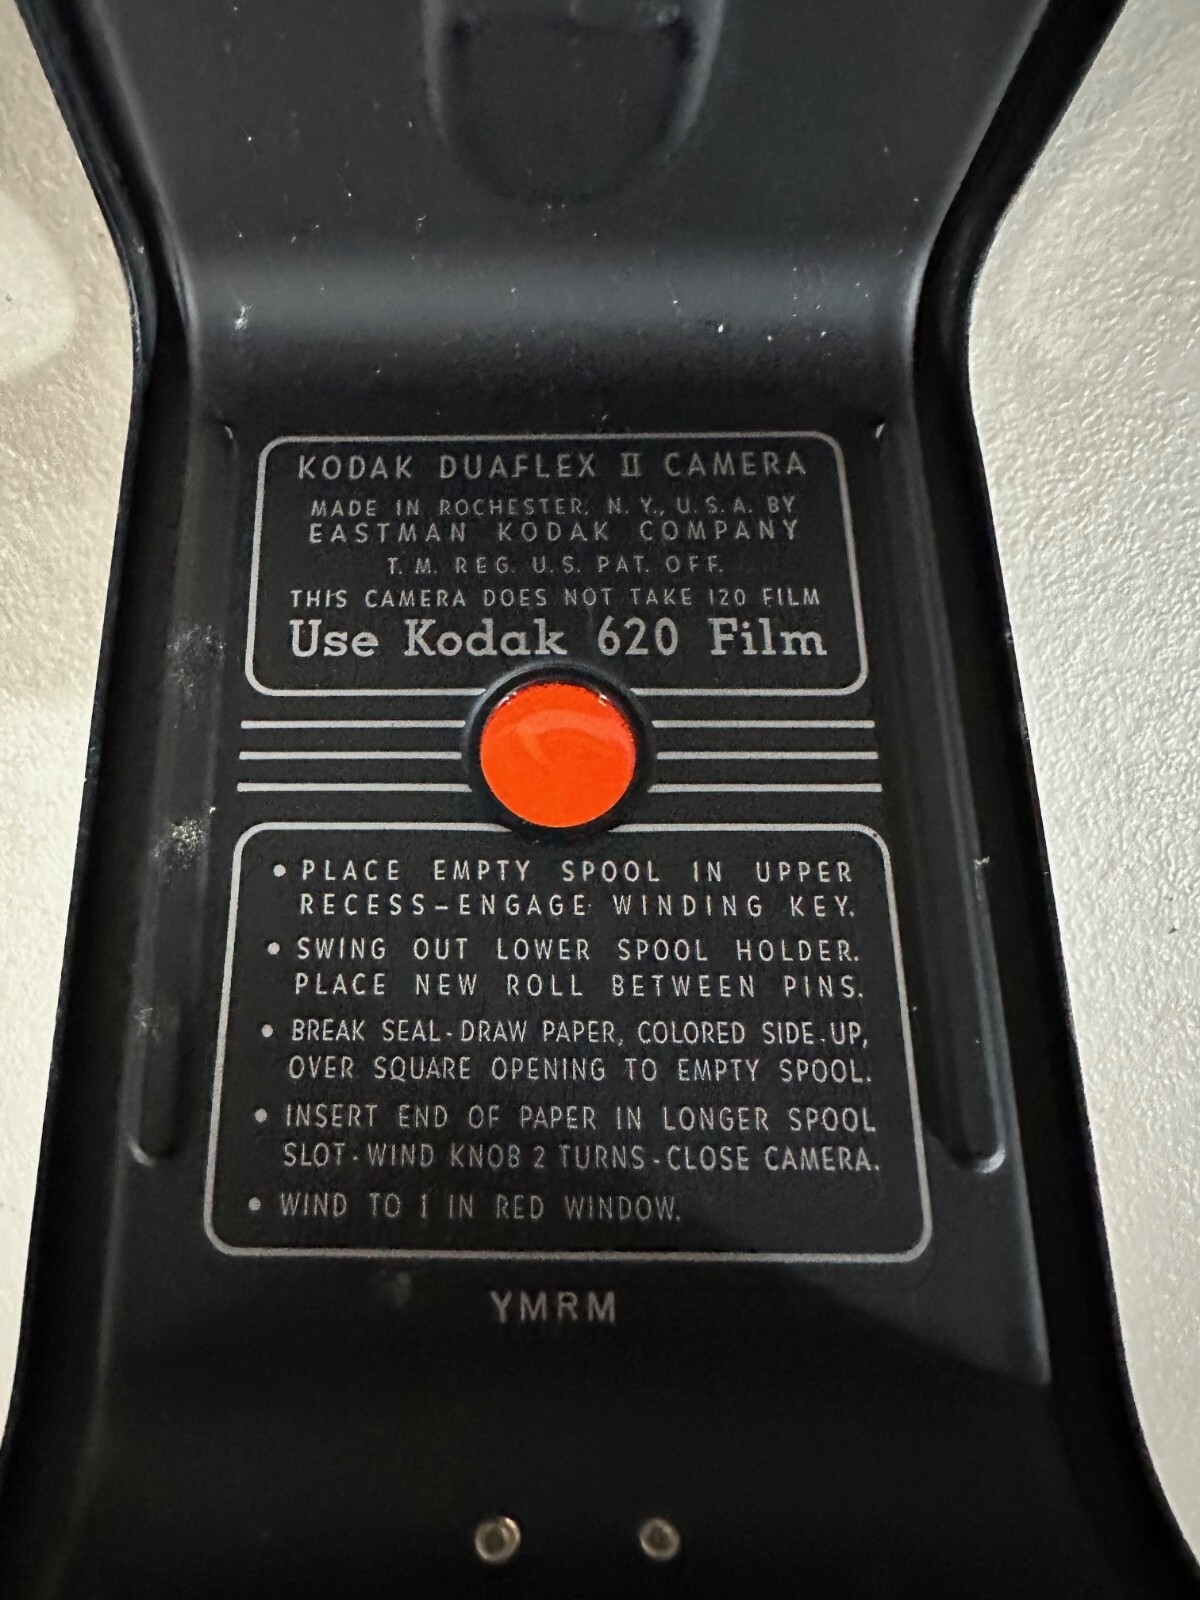 KODAK DUAFLEX II CAMERA
MADE IN ROCHESTER, N. Y., U.S.A. BY
EASTMAN KODAK COMPANY
T. M. REG. U.S. PAT. OFF.
THIS CAMERA DOES NOT TAKE 120 FILM
Use Kodak 620 Film
• PLACE EMPTY SPOOL IN UPPER
RECESS–ENGAGE WINDING KEY.
• SWING OUT LOWER SPOOL HOLDER.
PLACE NEW ROLL BETWEEN PINS.
• BREAK SEAL-DRAW PAPER, COLORED SIDE-UP,
OVER SQUARE OPENING TO EMPTY SPOOL.
• INSERT END OF PAPER IN LONGER SPOOL
SLOT-WIND KNOB 2 TURNS-CLOSE CAMERA.
• WIND TO 1 IN RED WINDOW.
YMRM